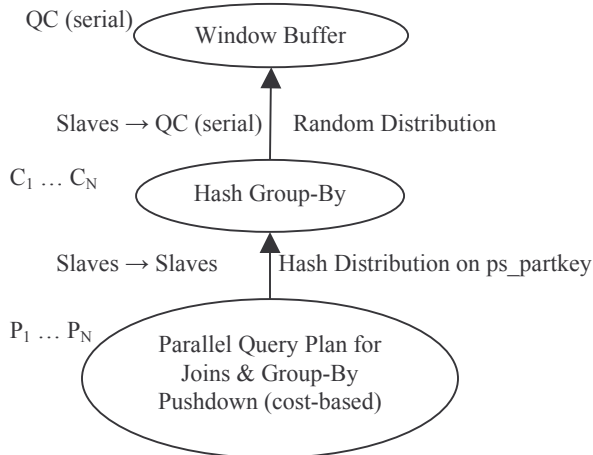 QC (serial)
Window Buffer
Slaves → QC (serial)
Random Distribution
C1 … CN
Hash Group-By
Slaves → Slaves
Hash Distribution on ps_partkey
P1 … PN
Parallel Query Plan for
Joins & Group-By
Pushdown (cost-based)